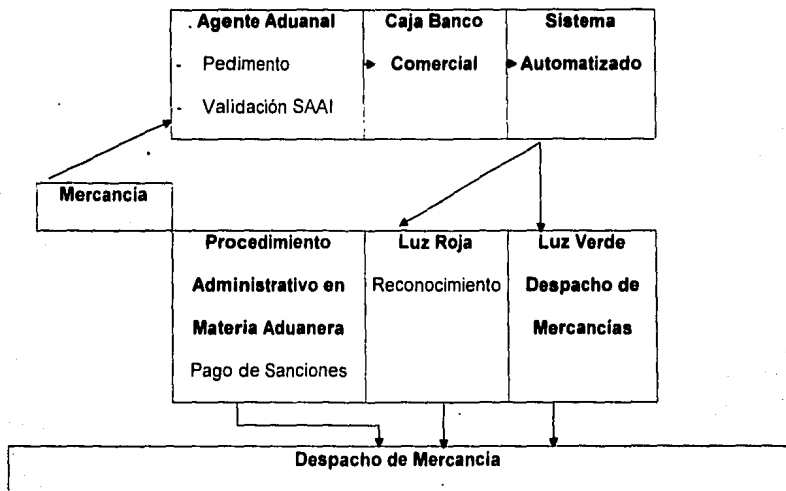 . Agente Aduanal
- Pedimento
- Validación SAAI
Caja Banco
Comercial
Sistema
Automatizado
Mercancía
Procedimiento
Administrativo en
Materia Aduanera
Pago de Sanciones
Luz Roja
Reconocimiento
Luz Verde
Despacho de
Mercancías
Despacho de Mercancía